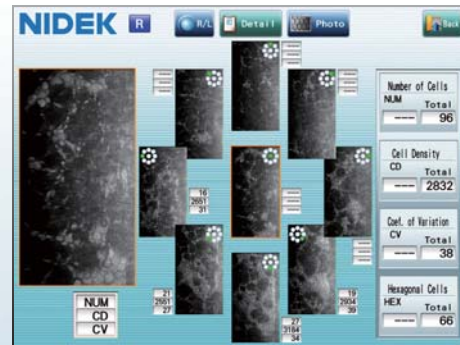 NIDEK R R/L Detail Photo Back
Number of Cells
NUM Total
---- 96
Cell Density
CD Total
---- 2832
Coef. of Variation
CV Total
---- 38
Hexagonal Cells
HEX Total
---- 66
16
2651
31
21
2551
27
27
3184
34
19
2934
39
NUM
CD
CV